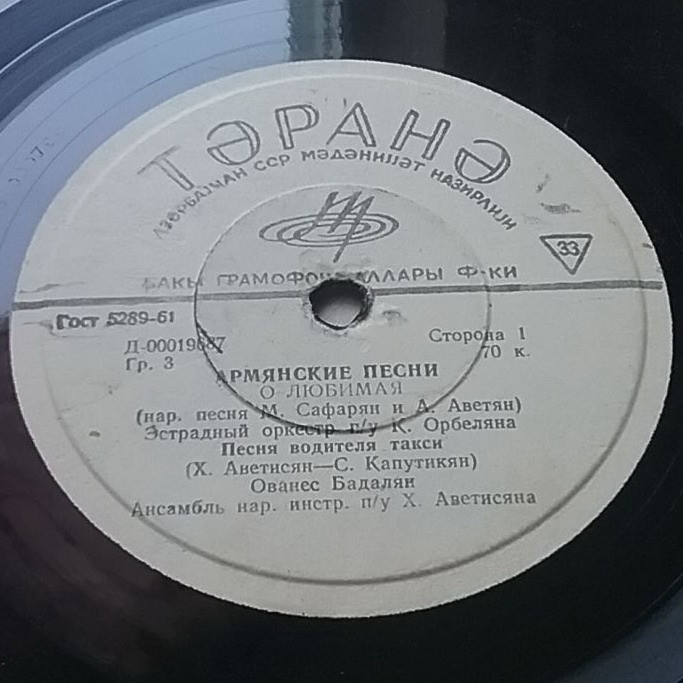 ТӘРАНӘ
АЗӘРБАЈҸАН ССР МӘДӘНИЈЈӘТ НАЗИРЛИЈИ
33
БАКЫ ГРАМОФОН ВАЛЛАРЫ Ф-КИ
Гост 5289-61
Д-00019687
Сторона 1
Гр. 3
70 к.
АРМЯНСКИЕ ПЕСНИ
О ЛЮБИМАЯ
(нар. песня М. Сафарян и А. Аветян)
Эстрадный оркестр п/у К. Орбеляна
Песня водителя такси
(Х. Аветисян—С. Капутикян)
Ованес Бадалян
Ансамбль нар. инстр. п/у Х. Аветисяна